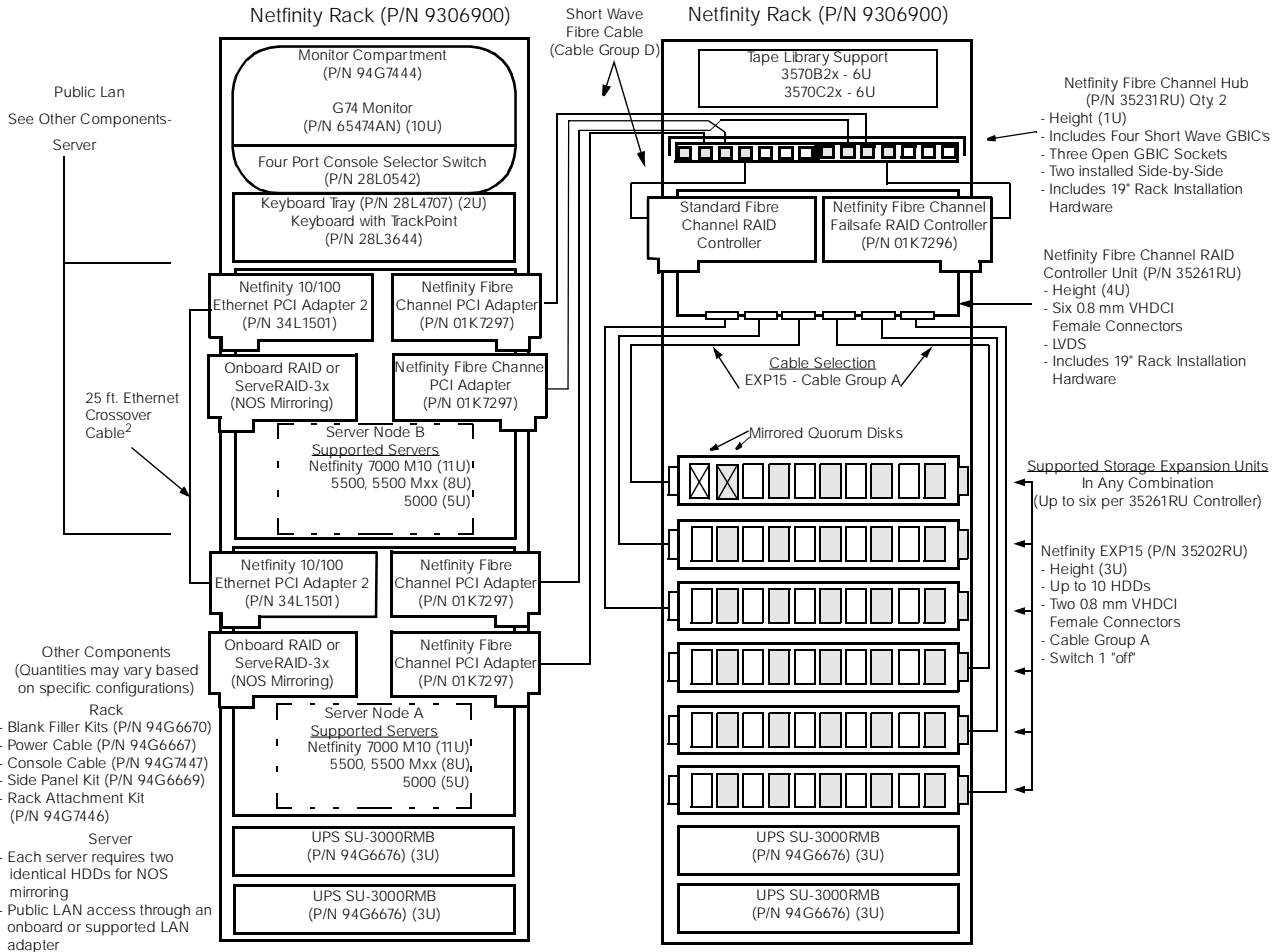 Netfinity Rack (P/N 9306900)
Monitor Compartment
(P/N 94G7444)
G74 Monitor
(P/N 65474AN) (10U)
Four Port Console Selector Switch
(P/N 28L0542)
Keyboard Tray (P/N 28L4707) (2U)
Keyboard with TrackPoint
(P/N 28L3644)
Public Lan
See Other Components-
Server
Netfinity 10/100
Ethernet PCI Adapter 2
(P/N 34L1501)
Netfinity Fibre
Channel PCI Adapter
(P/N 01K7297)
Onboard RAID or
ServeRAID-3x
(NOS Mirroring)
Netfinity Fibre Channel
PCI Adapter
(P/N 01K7297)
25 ft. Ethernet
Crossover
Cable2
Server Node B
Supported Servers
Netfinity 7000 M10 (11U)
5500, 5500 Mxx (8U)
5000 (5U)
Netfinity 10/100
Ethernet PCI Adapter 2
(P/N 34L1501)
Netfinity Fibre
Channel PCI Adapter
(P/N 01K7297)
Onboard RAID or
ServeRAID-3x
(NOS Mirroring)
Netfinity Fibre
Channel PCI Adapter
(P/N 01K7297)
Server Node A
Supported Servers
Netfinity 7000 M10 (11U)
5500, 5500 Mxx (8U)
5000 (5U)
UPS SU-3000RMB
(P/N 94G6676) (3U)
UPS SU-3000RMB
(P/N 94G6676) (3U)
Other Components
(Quantities may vary based
on specific configurations)
Rack
- Blank Filler Kits (P/N 94G6670)
- Power Cable (P/N 94G6667)
- Console Cable (P/N 94G7447)
- Side Panel Kit (P/N 94G6669)
- Rack Attachment Kit
(P/N 94G7446)
Server
- Each server requires two
identical HDDs for NOS
mirroring
- Public LAN access through an
onboard or supported LAN
adapter
Short Wave
Fibre Cable
(Cable Group D)
Netfinity Rack (P/N 9306900)
Tape Library Support
3570B2x - 6U
3570C2x - 6U
Standard Fibre
Channel RAID
Controller
Netfinity Fibre Channel
Failsafe RAID Controller
(P/N 01K7296)
Cable Selection
EXP15 - Cable Group A
Mirrored Quorum Disks
UPS SU-3000RMB
(P/N 94G6676) (3U)
UPS SU-3000RMB
(P/N 94G6676) (3U)
Netfinity Fibre Channel Hub
(P/N 35231RU) Qty. 2
- Height (1U)
- Includes Four Short Wave GBIC's
- Three Open GBIC Sockets
- Two installed Side-by-Side
- Includes 19" Rack Installation
Hardware
Netfinity Fibre Channel RAID
Controller Unit (P/N 35261RU)
- Height (4U)
- Six 0.8 mm VHDCI
Female Connectors
- LVDS
- Includes 19" Rack Installation
Hardware
Supported Storage Expansion Units
In Any Combination
(Up to six per 35261RU Controller)
Netfinity EXP15 (P/N 35202RU)
- Height (3U)
- Up to 10 HDDs
- Two 0.8 mm VHDCI
Female Connectors
- Cable Group A
- Switch 1 "off"